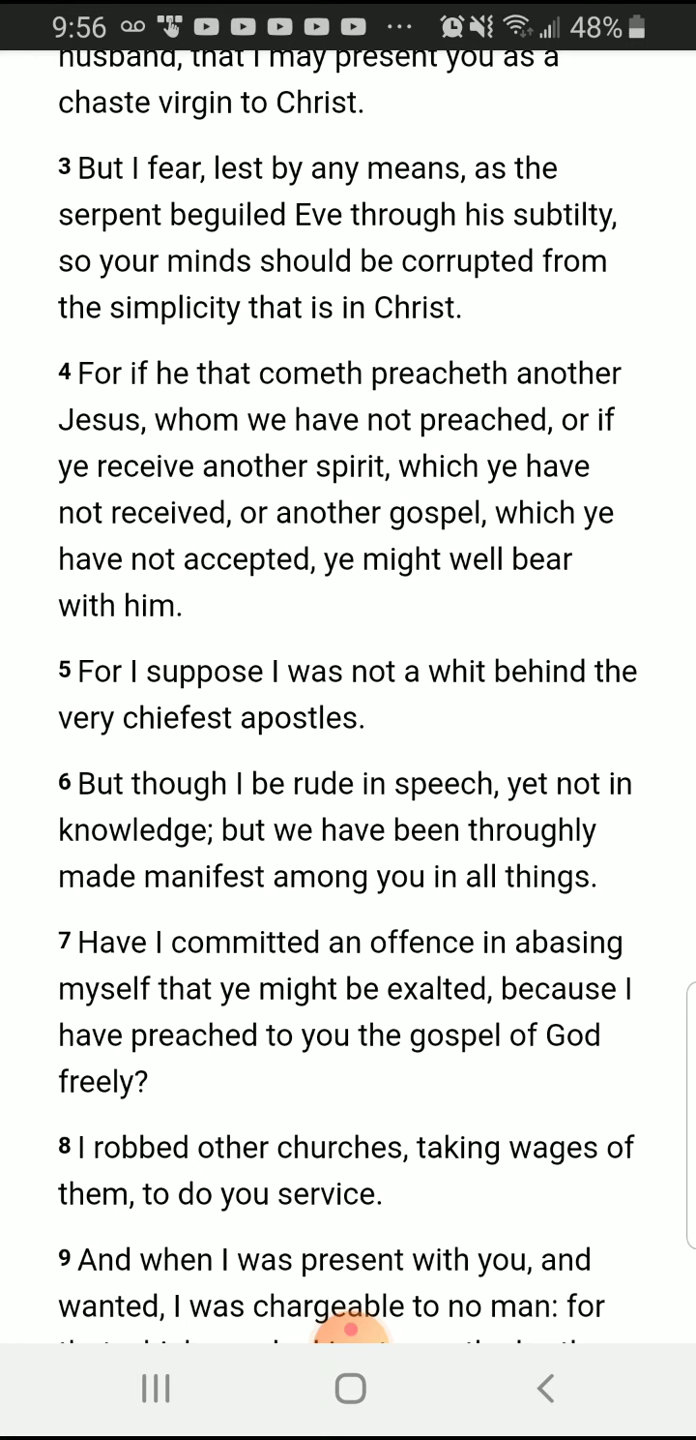 9:56 48%
husband, that I may present you as a
chaste virgin to Christ.
3 But I fear, lest by any means, as the
serpent beguiled Eve through his subtilty,
so your minds should be corrupted from
the simplicity that is in Christ.
4 For if he that cometh preacheth another
Jesus, whom we have not preached, or if
ye receive another spirit, which ye have
not received, or another gospel, which ye
have not accepted, ye might well bear
with him.
5 For I suppose I was not a whit behind the
very chiefest apostles.
6 But though I be rude in speech, yet not in
knowledge; but we have been throughly
made manifest among you in all things.
7 Have I committed an offence in abasing
myself that ye might be exalted, because I
have preached to you the gospel of God
freely?
8 I robbed other churches, taking wages of
them, to do you service.
9 And when I was present with you, and
wanted, I was chargeable to no man: for